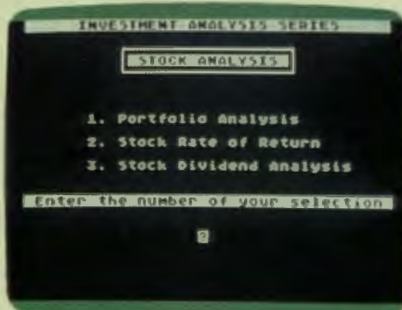 INVESTMENT ANALYSIS SERIES
STOCK ANALYSIS
1. Portfolio Analysis
2. Stock Rate of Return
3. Stock Dividend Analysis
Enter the number of your selection
?